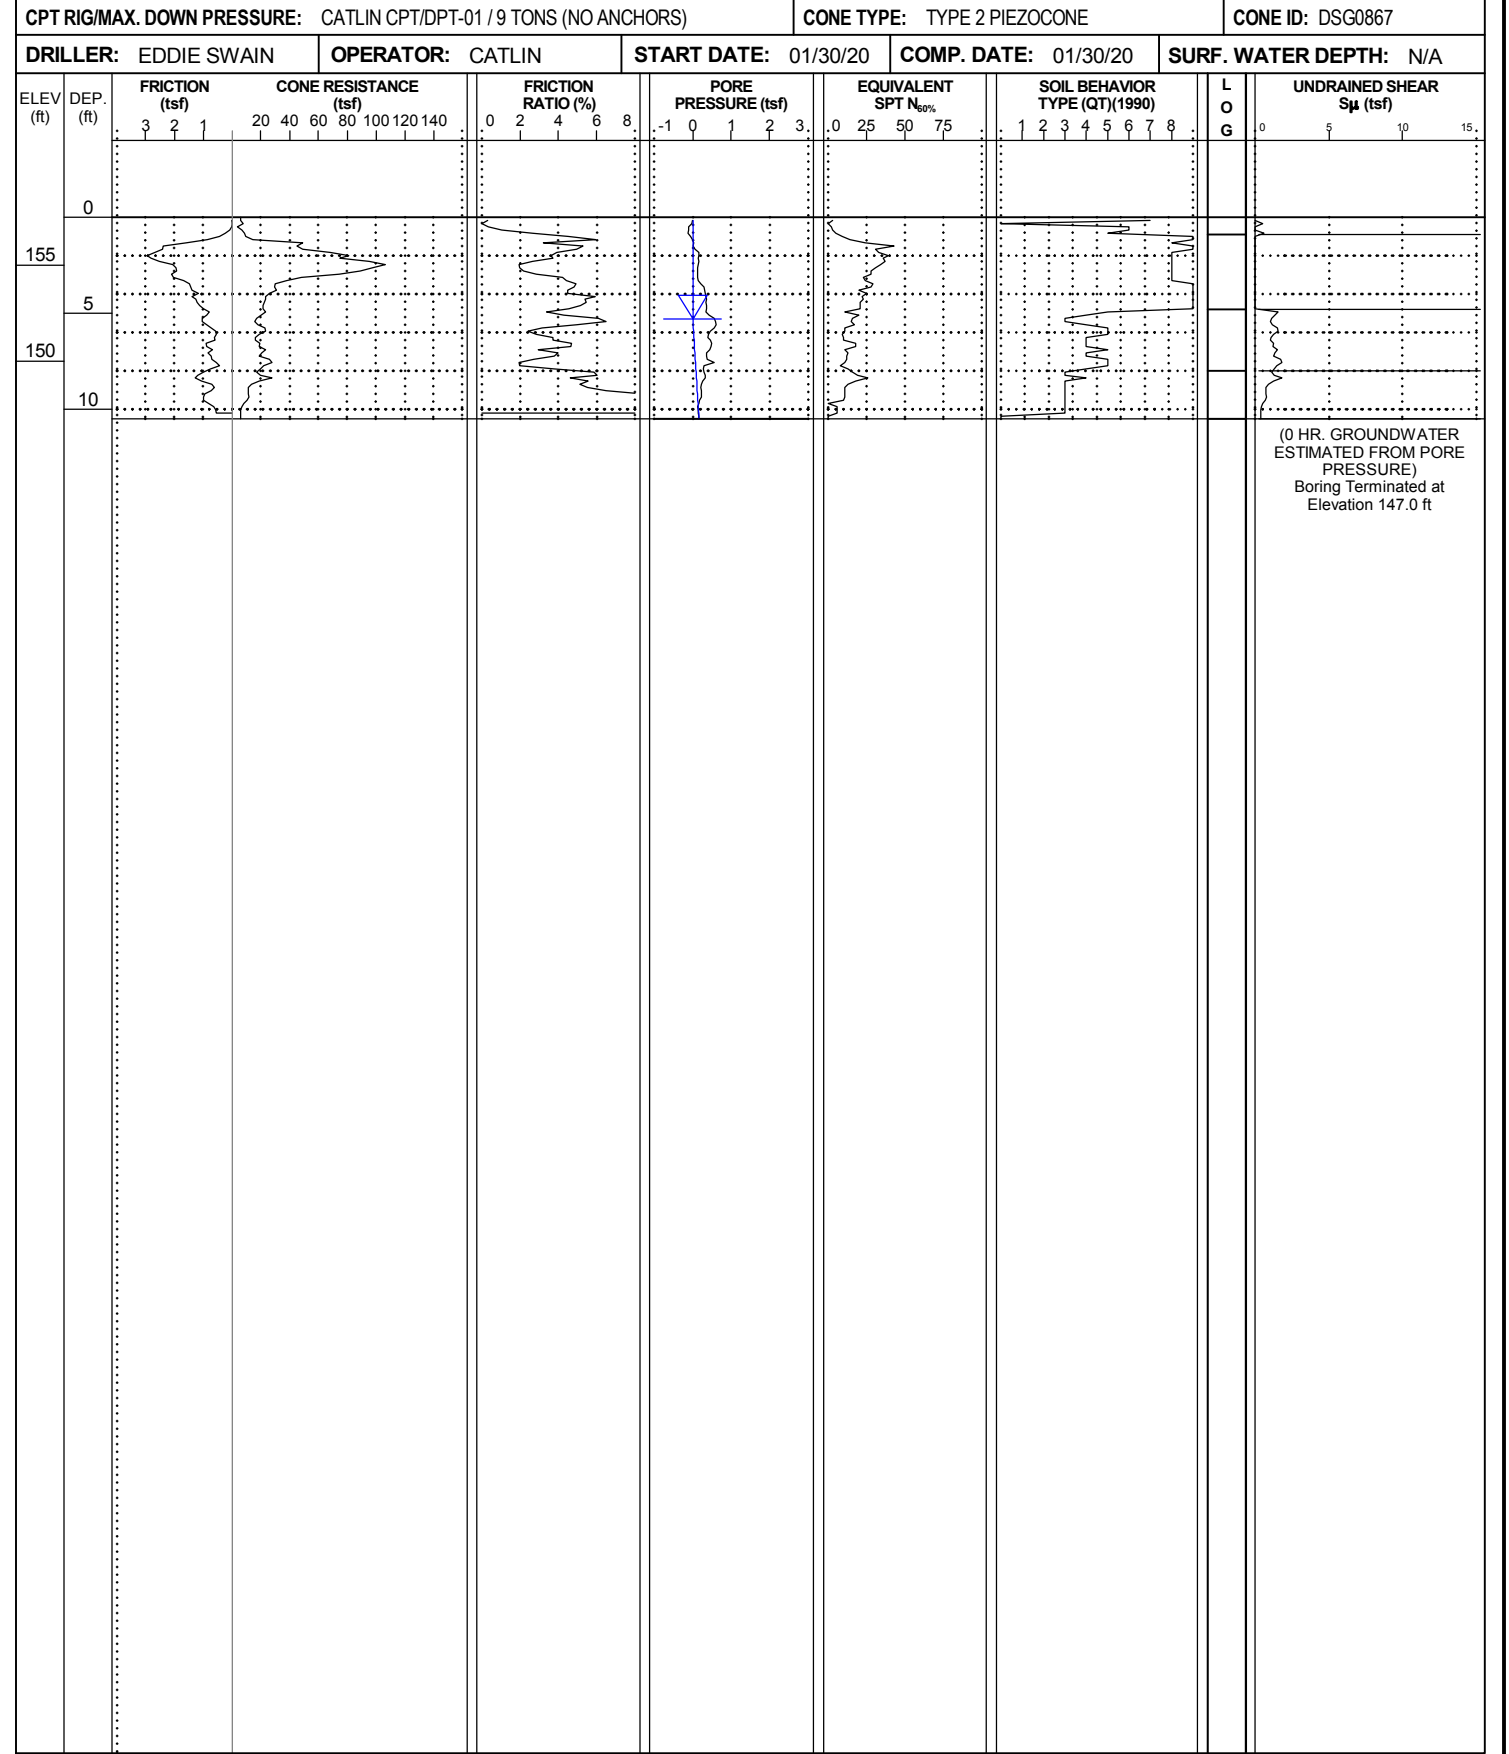 CPT RIG/MAX. DOWN PRESSURE: CATLIN CPT/DPT-01 / 9 TONS (NO ANCHORS) CONE TYPE: TYPE 2 PIEZOCONE CONE ID: DSG0867
DRILLER: EDDIE SWAIN OPERATOR: CATLIN START DATE: 01/30/20 COMP. DATE: 01/30/20 SURF. WATER DEPTH: N/A
ELEV (ft)
DEP. (ft)
FRICTION (tsf)
3 2 1
CONE RESISTANCE (tsf)
20 40 60 80 100 120 140
FRICTION RATIO (%)
0 2 4 6 8
PORE PRESSURE (tsf)
-1 0 1 2 3
EQUIVALENT SPT N60%
0 25 50 75
SOIL BEHAVIOR TYPE (QT)(1990)
1 2 3 4 5 6 7 8
L
O
G
UNDRAINED SHEAR
Sμ (tsf)
0 5 10 15
0
155
5
150
10
(0 HR. GROUNDWATER
ESTIMATED FROM PORE
PRESSURE)
Boring Terminated at
Elevation 147.0 ft